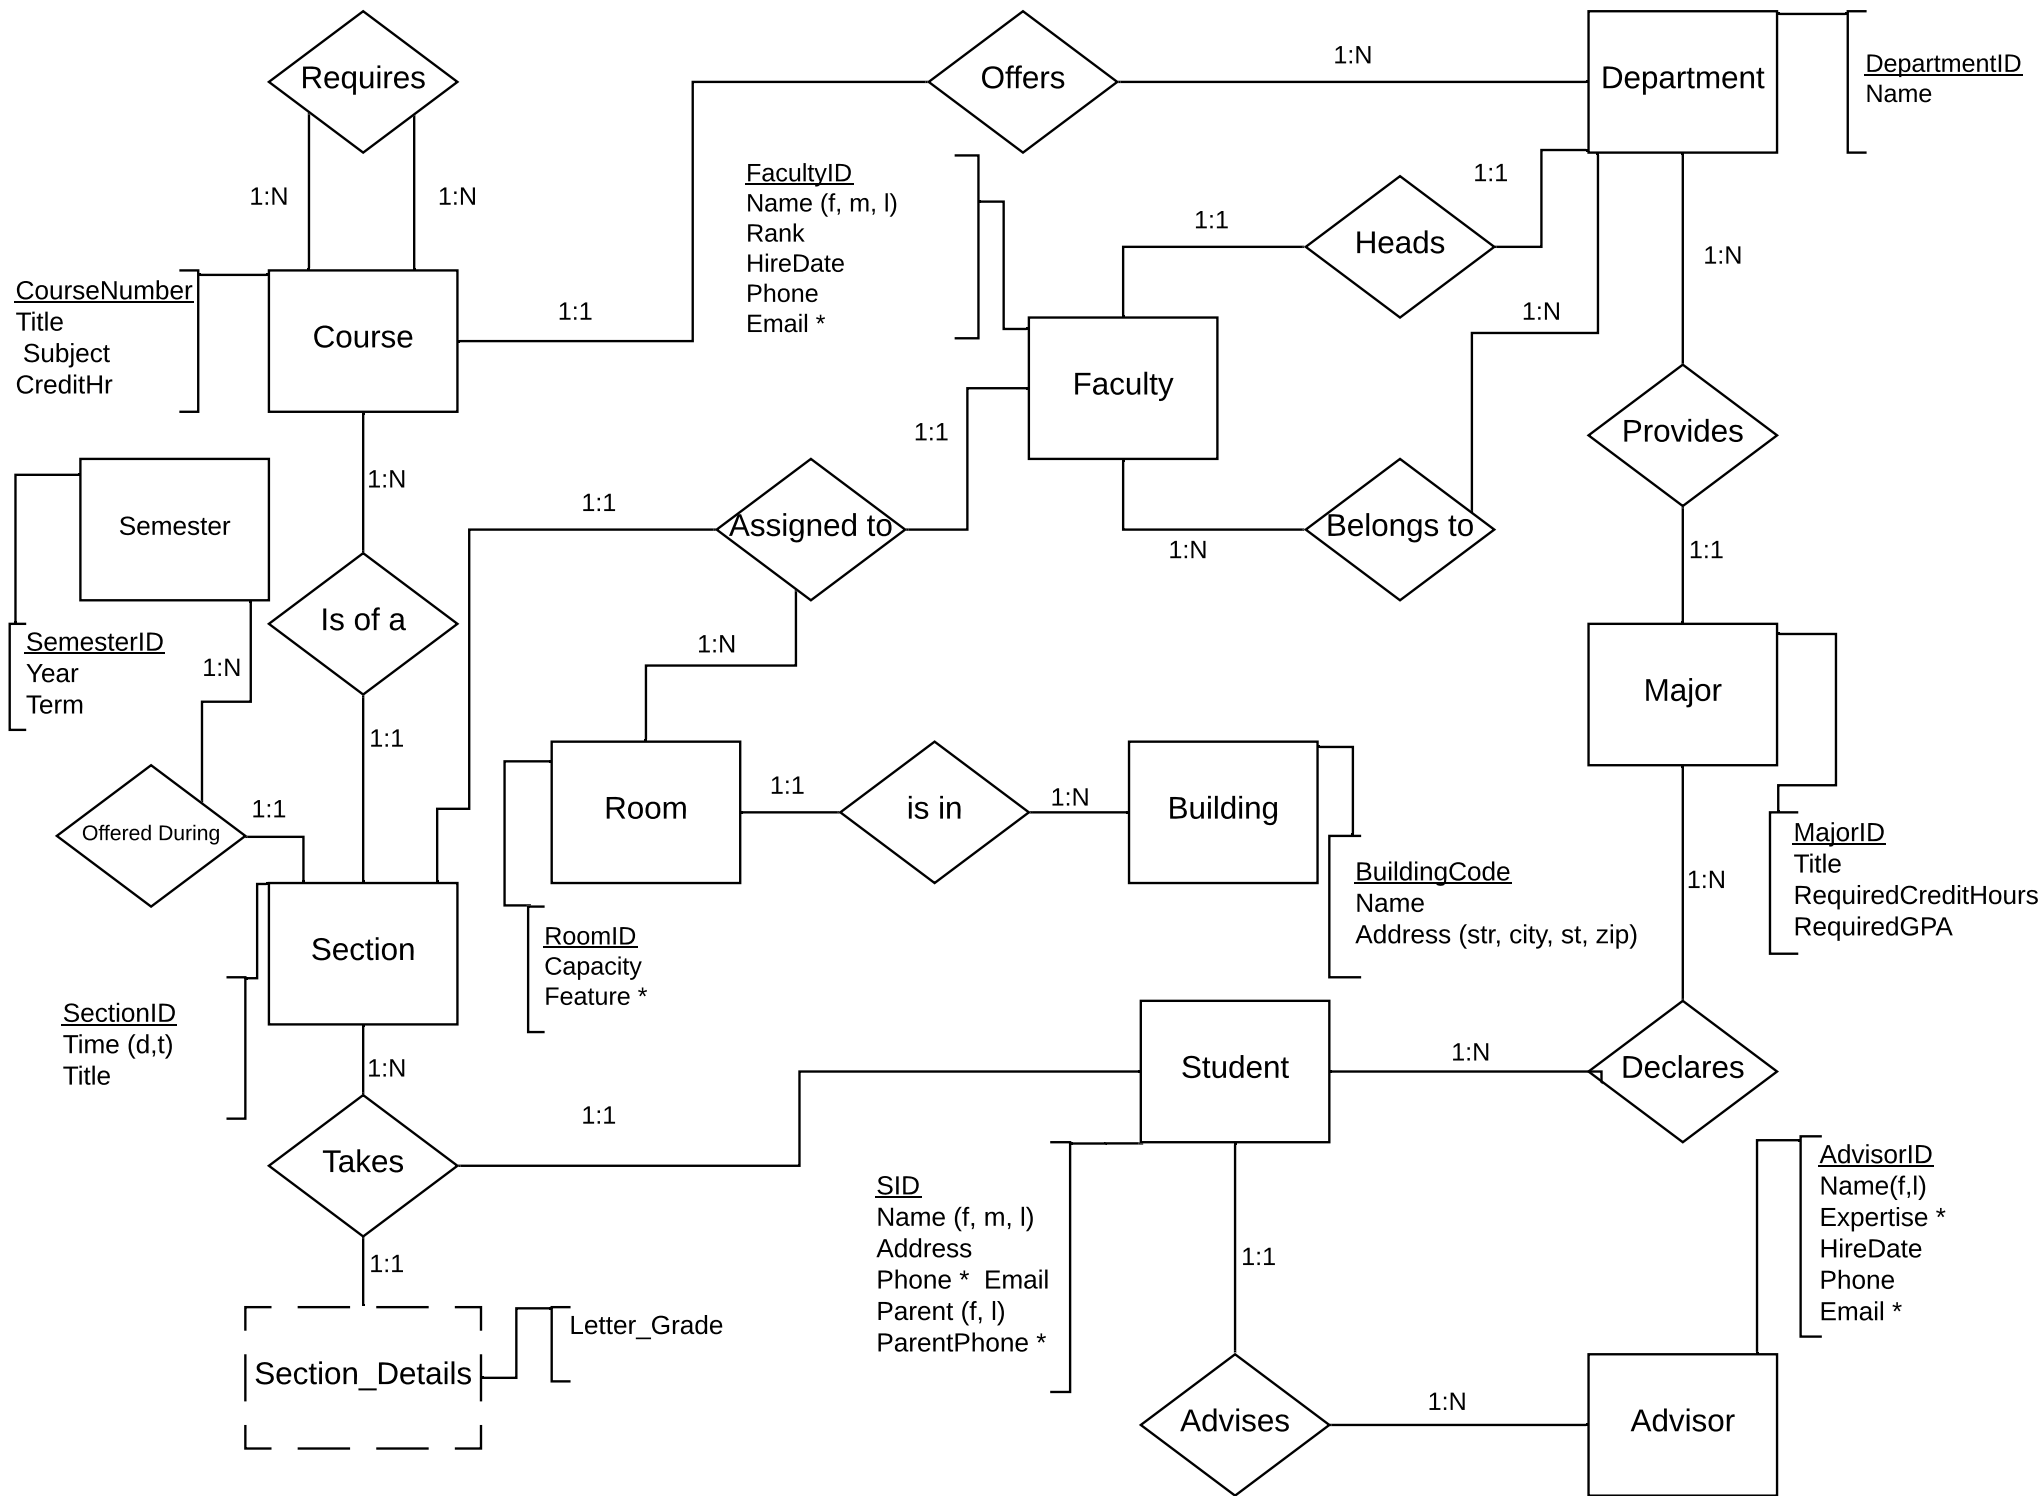 Requires
Offers
1:N
Department
DepartmentID
Name
1:N
1:N
FacultyID
Name (f, m, l)
Rank
HireDate
Phone
Email *
1:1
1:1
Heads
1:N
CourseNumber
Title
Subject
CreditHr
Course
1:1
1:N
Faculty
1:1
Provides
Semester
1:N
1:1
Assigned to
Belongs to
1:N
1:1
SemesterID
Year
Term
1:N
Is of a
1:N
Major
1:1
1:1
Offered During
Room
1:1
is in
1:N
Building
MajorID
Title
RequiredCreditHours
RequiredGPA
1:N
BuildingCode
Name
Address (str, city, st, zip)
Section
RoomID
Capacity
Feature *
SectionID
Time (d,t)
Title
1:N
Student
1:N
Declares
1:1
Takes
SID
Name (f, m, l)
Address
Phone *  Email
Parent (f, l)
ParentPhone *
AdvisorID
Name(f,l)
Expertise *
HireDate
Phone
Email *
1:1
1:1
Letter_Grade
Section_Details
Advises
1:N
Advisor